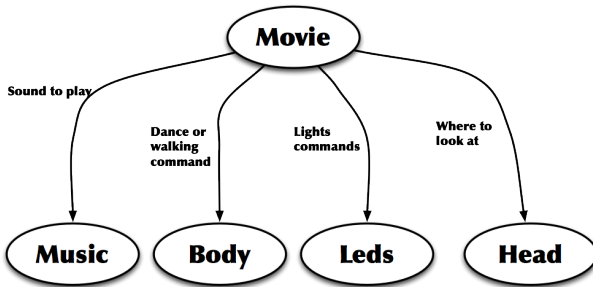 Movie
Sound to play
Dance or
walking
command
Lights
commands
Where to
look at
Music
Body
Leds
Head